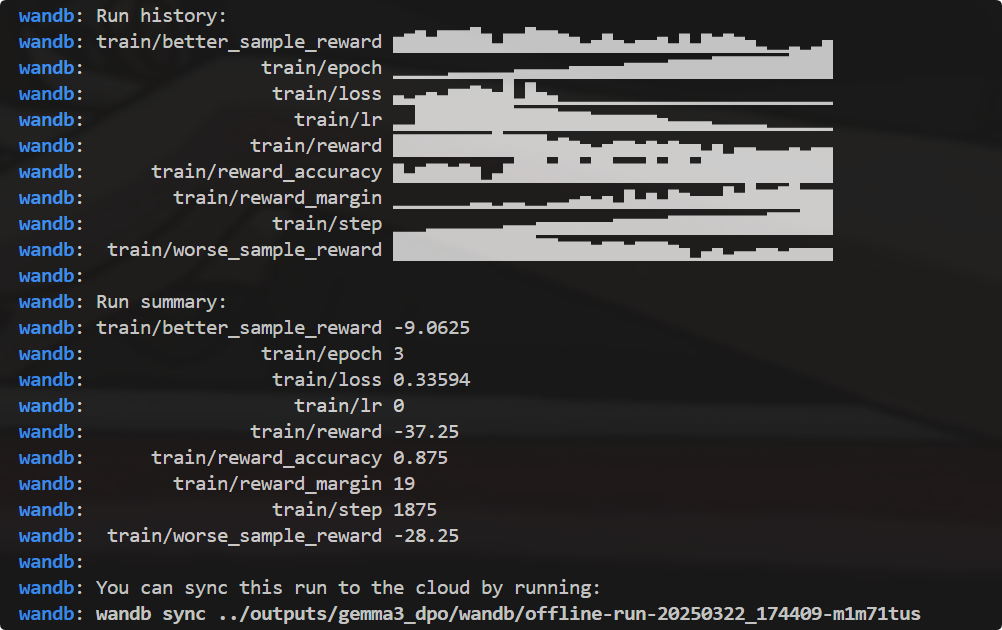 wandb: Run history:
wandb: train/better_sample_reward
wandb: train/epoch
wandb: train/loss
wandb: train/lr
wandb: train/reward
wandb: train/reward_accuracy
wandb: train/reward_margin
wandb: train/step
wandb: train/worse_sample_reward
wandb:
wandb: Run summary:
wandb: train/better_sample_reward -9.0625
wandb: train/epoch 3
wandb: train/loss 0.33594
wandb: train/lr 0
wandb: train/reward -37.25
wandb: train/reward_accuracy 0.875
wandb: train/reward_margin 19
wandb: train/step 1875
wandb: train/worse_sample_reward -28.25
wandb:
wandb: You can sync this run to the cloud by running:
wandb: wandb sync ../outputs/gemma3_dpo/wandb/offline-run-20250322_174409-m1m71tus